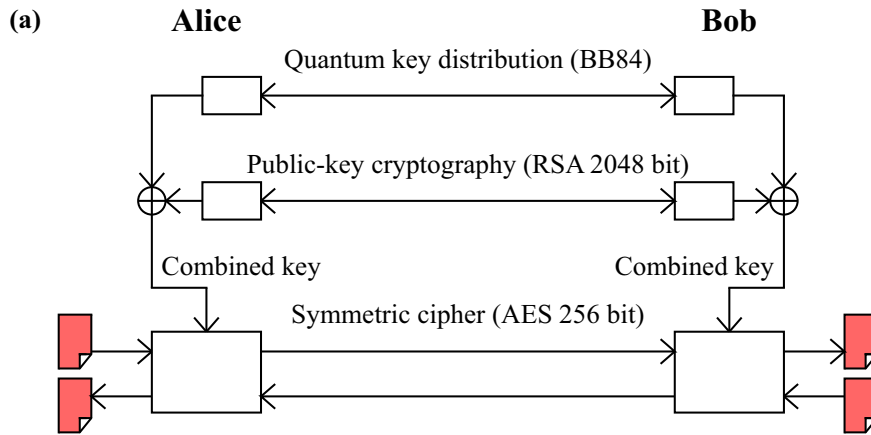 (a)
Alice
Bob
Quantum key distribution (BB84)
Public-key cryptography (RSA 2048 bit)
Combined key
Combined key
Symmetric cipher (AES 256 bit)